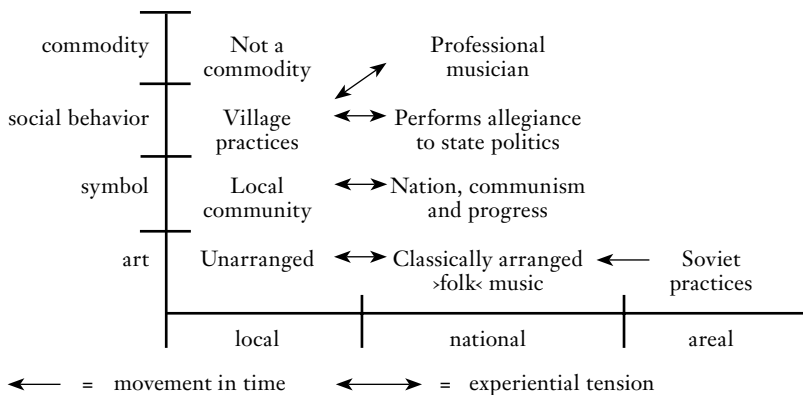 commodity Not a Professional
commodity musician
social behavior Village Performs allegiance
practices to state politics
symbol Local Nation, communism
community and progress
art Unarranged Classically arranged Soviet
›folk‹ music practices
local national areal
= movement in time = experiential tension